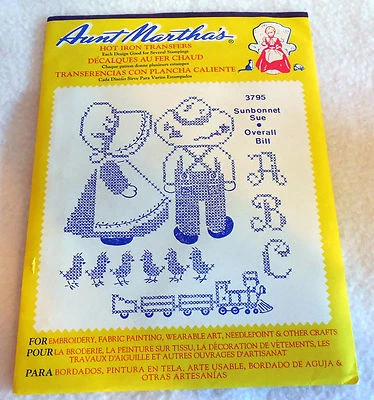 Aunt Martha's®
HOT IRON TRANSFERS
Each Design Good for Several Stampings
DÉCALQUES AU FER CHAUD
Chaque patron donne plusieurs estampes
TRANSFERENCIAS CON PLANCHA CALIENTE
Cada Diseño Sirve Para Varios Estampados
3795
Sunbonnet
Sue
•
Overall
Bill
A
B
C
FOR EMBROIDERY, FABRIC PAINTING, WEARABLE ART, NEEDLEPOINT & OTHER CRAFTS
POUR LA BRODERIE, LA PEINTURE SUR TISSU, LA DÉCORATION DE VÊTEMENTS, LES
TRAVAUX D'AIGUILLE ET AUTRES OUVRAGES D'ARTISANAT
PARA BORDADOS, PINTURA EN TELA, ARTE USABLE, BORDADO DE AGUJA &
OTRAS ARTESANÍAS